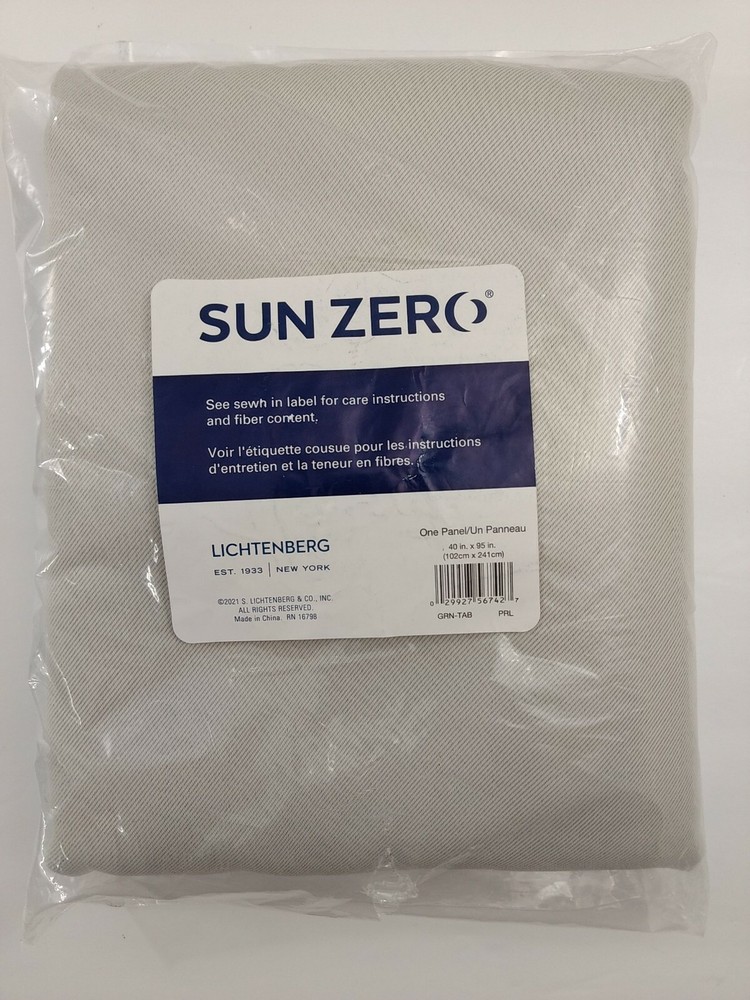 SUN ZERO®
See sewn in label for care instructions
and fiber content.
Voir l'étiquette cousue pour les instructions
d'entretien et la teneur en fibres.
LICHTENBERG
EST. 1933 | NEW YORK
©2021 S. LICHTENBERG & CO., INC.
ALL RIGHTS RESERVED.
Made in China. RN 16798
One Panel/Un Panneau
40 in. x 95 in.
(102cm x 241cm)
0 29927 56742 7
GRN-TAB PRL